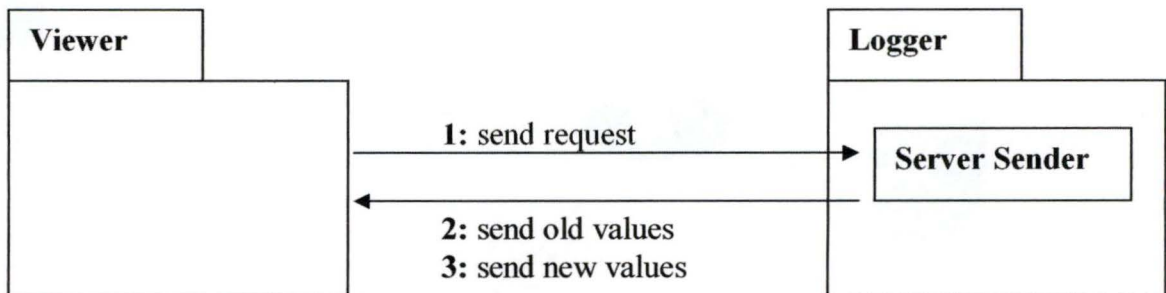 Viewer
Logger
1: send request
Server Sender
2: send old values
3: send new values